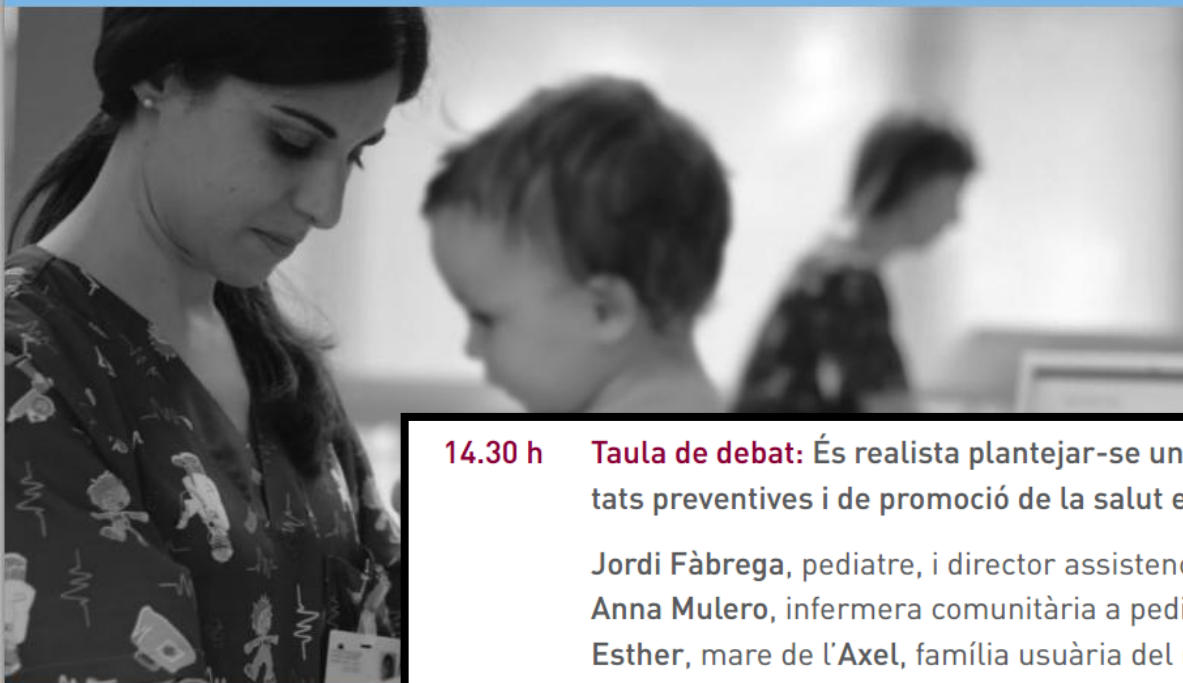 14.30 h Taula de debat: És realista plantejar-se un
tats preventives i de promoció de la salut e
Jordi Fàbrega, pediatre, i director assistenc
Anna Mulero, infermera comunitària a pedi
Esther, mare de l’Axel, família usuària del